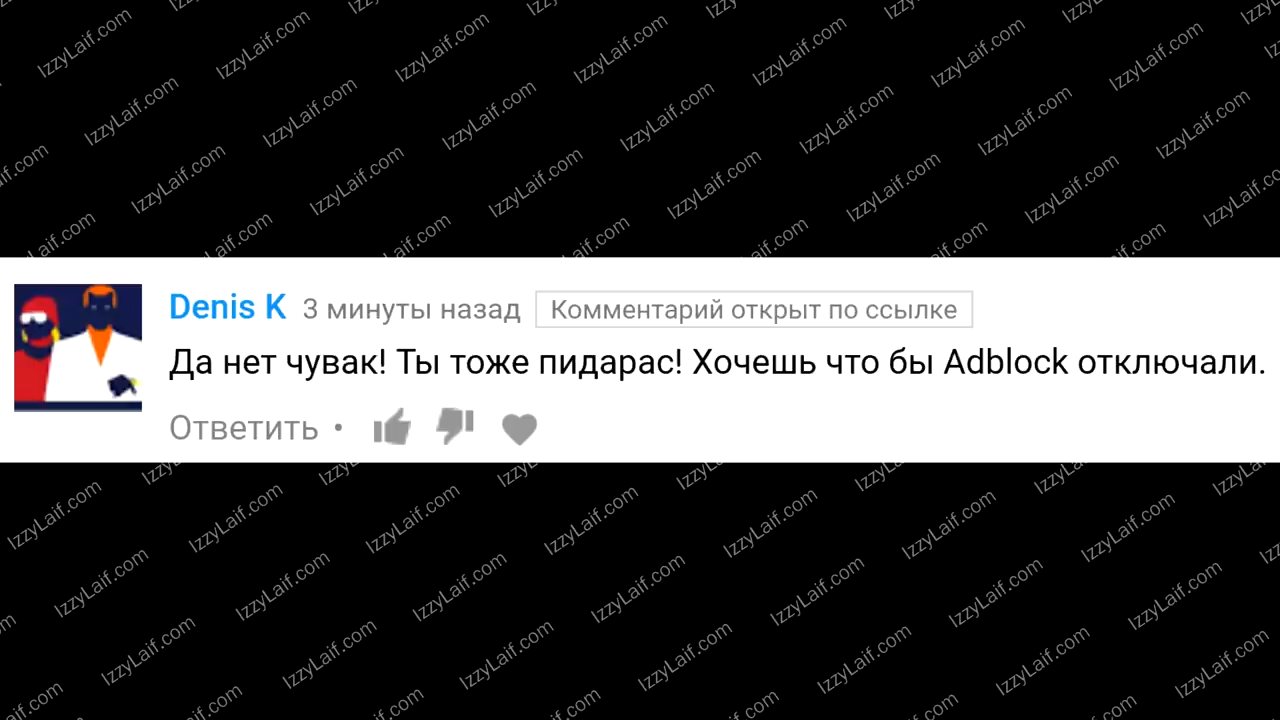 Denis K 3 минуты назад Комментарий открыт по ссылке
Да нет чувак! Ты тоже пидарас! Хочешь что бы Adblock отключали.
Ответить •
IzzyLaif.com